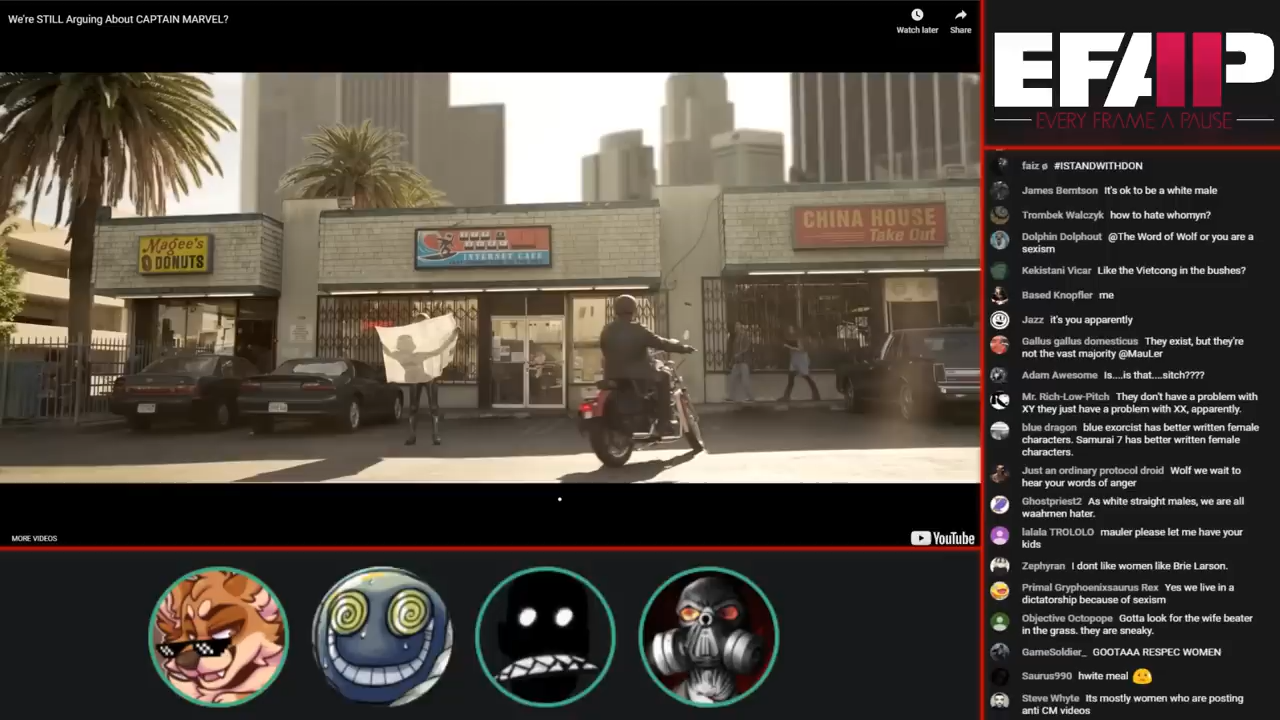 We're STILL Arguing About CAPTAIN MARVEL?
Watch later
Share
Magee's
DONUTS
INTERNET CAFE
CHINA HOUSE
Take Out
MORE VIDEOS
YouTube
EFAP
EVERY FRAME A PAUSE
faiz ø #ISTANDWITHDON
James Berntson It's ok to be a white male
Trombek Walczyk how to hate whomyn?
Dolphin Dolphout @The Word of Wolf or you are a
sexism
Kekistani Vicar Like the Vietcong in the bushes?
Based Knopfler me
Jazz it's you apparently
Gallus gallus domesticus They exist, but they're
not the vast majority @MauLer
Adam Awesome Is....is that....sitch????
Mr. Rich-Low-Pitch They don't have a problem with
XY they just have a problem with XX, apparently.
blue dragon blue exorcist has better written female
characters. Samurai 7 has better written female
characters.
Just an ordinary protocol droid Wolf we wait to
hear your words of anger
Ghostpriest2 As white straight males, we are all
waahmen hater.
lalala TROLOLO mauler please let me have your
kids
Zephyran I dont like women like Brie Larson.
Primal Gryphoenixsaurus Rex Yes we live in a
dictatorship because of sexism
Objective Octopope Gotta look for the wife beater
in the grass. they are sneaky.
GameSoldier_ GOOTAAA RESPEC WOMEN
Saurus990 hwite meal
Steve Whyte Its mostly women who are posting
anti CM videos